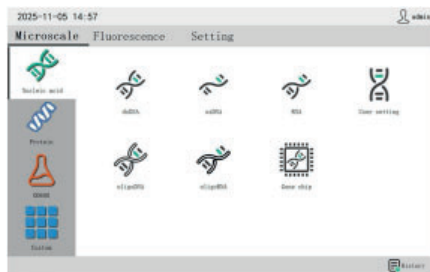 2025-11-05 14:57
admin
Microscale Fluorescence Setting
Nucleic acid
dsDNA ssDNA RNA User setting
Protein
oligoDNA oligoRNA Gene chip
OD600
Custom
History